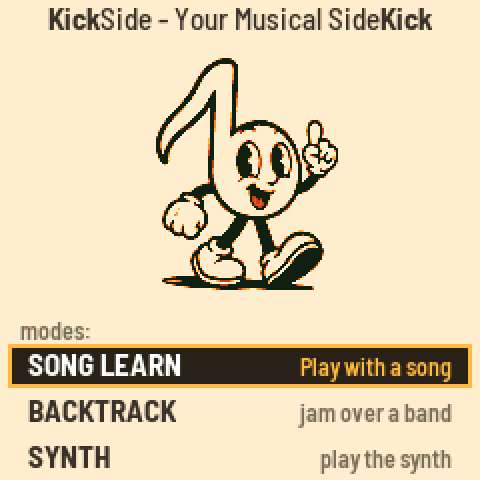 KickSide - Your Musical SideKick
modes:
SONG LEARN Play with a song
BACKTRACK jam over a band
SYNTH play the synth